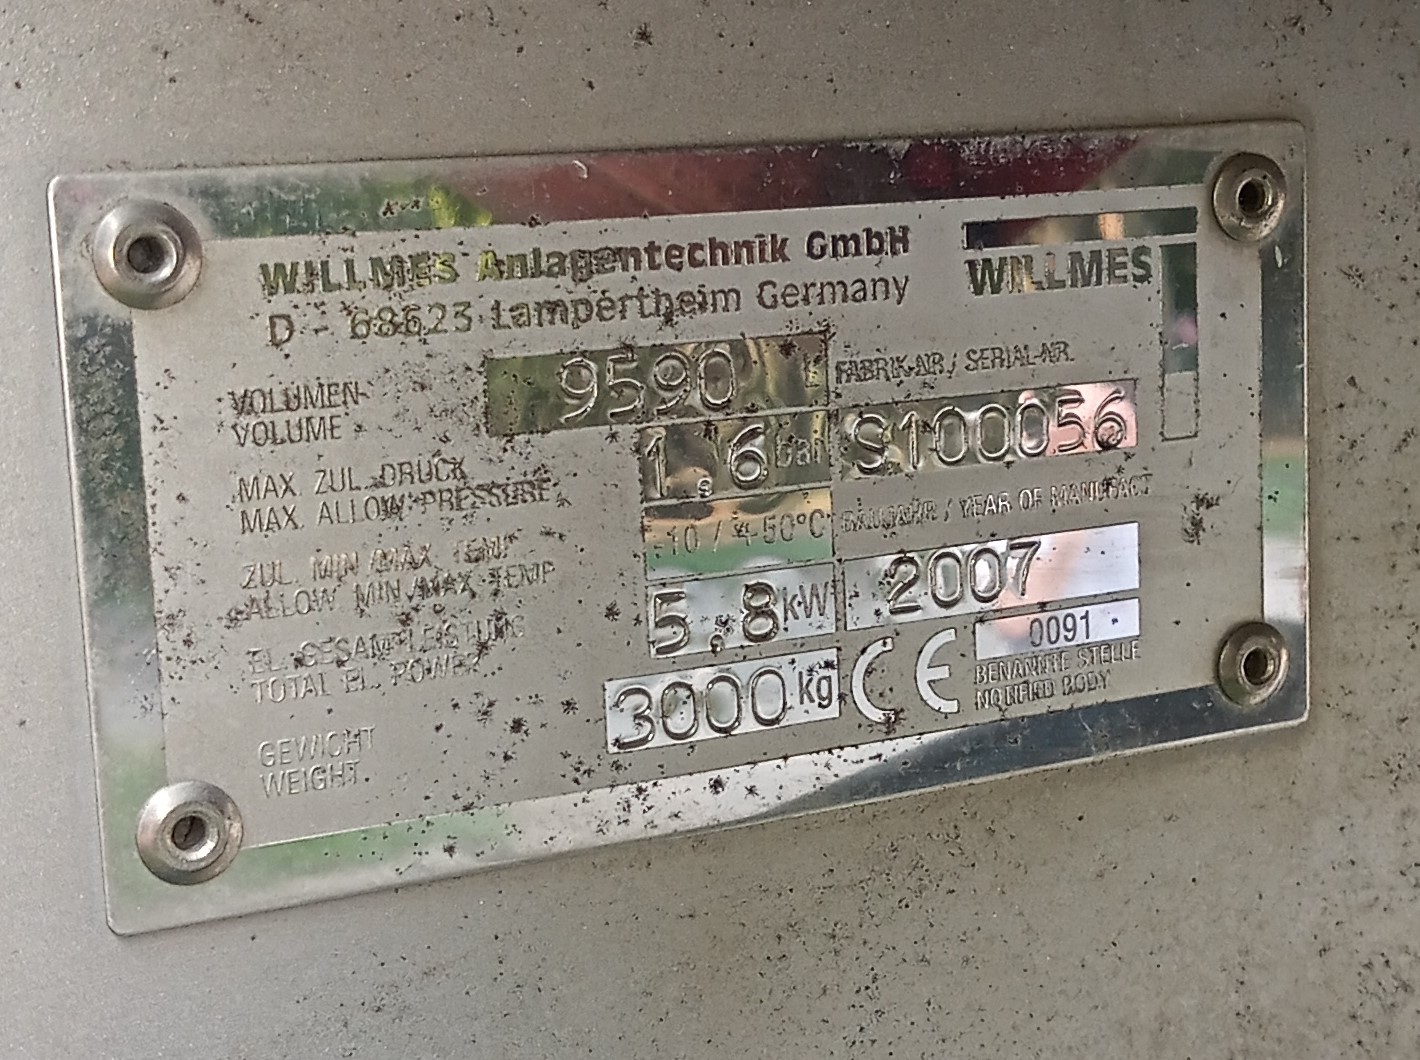 WILLMES Anlagentechnik GmbH
D - 68623 Lampertheim Germany
WILLMES
VOLUMEN
VOLUME
9590 L
FABRIK-NR / SERIAL-NR.
S100056
MAX. ZUL. DRUCK
MAX. ALLOW PRESSURE
1,6 bar
ZUL. MIN /MAX. TEMP
ALLOW MIN /MAX. TEMP
-10 / +50°C
BAUJAHR / YEAR OF MANUFACT
2007
EL. GESAMTLEISTUNG
TOTAL EL. POWER
5,8 kW
CE
0091
BENANNTE STELLE
NOTIFIED BODY
GEWICHT
WEIGHT.
3000 kg